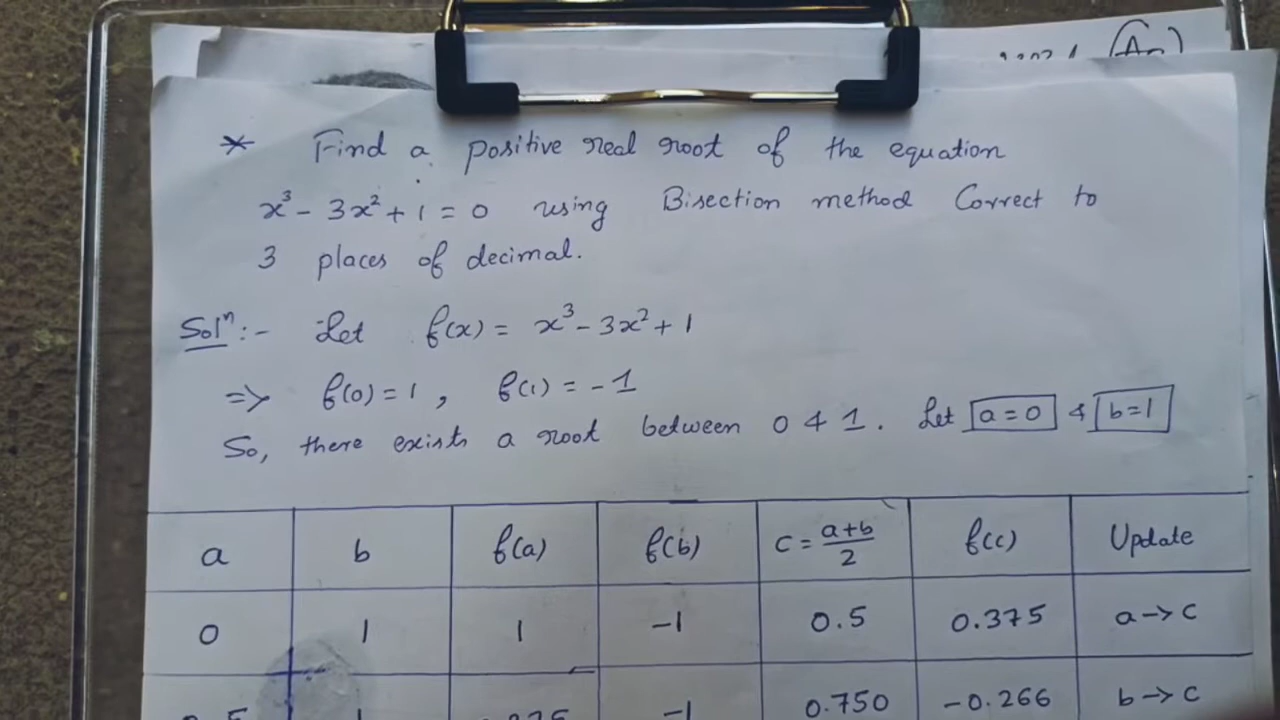 * Find a positive real root of the equation
x³ - 3x² + 1 = 0 using Bisection method Correct to
3 places of decimal.
Solⁿ:- Let f(x) = x³ - 3x² + 1
=> f(0) = 1, f(1) = -1
So, there exists a root between 0 & 1. Let a = 0 & b = 1
a b f(a) f(b) c = a+b/2 f(c) Update
0 1 1 -1 0.5 0.375 a -> c
-1 0.750 -0.266 b -> c